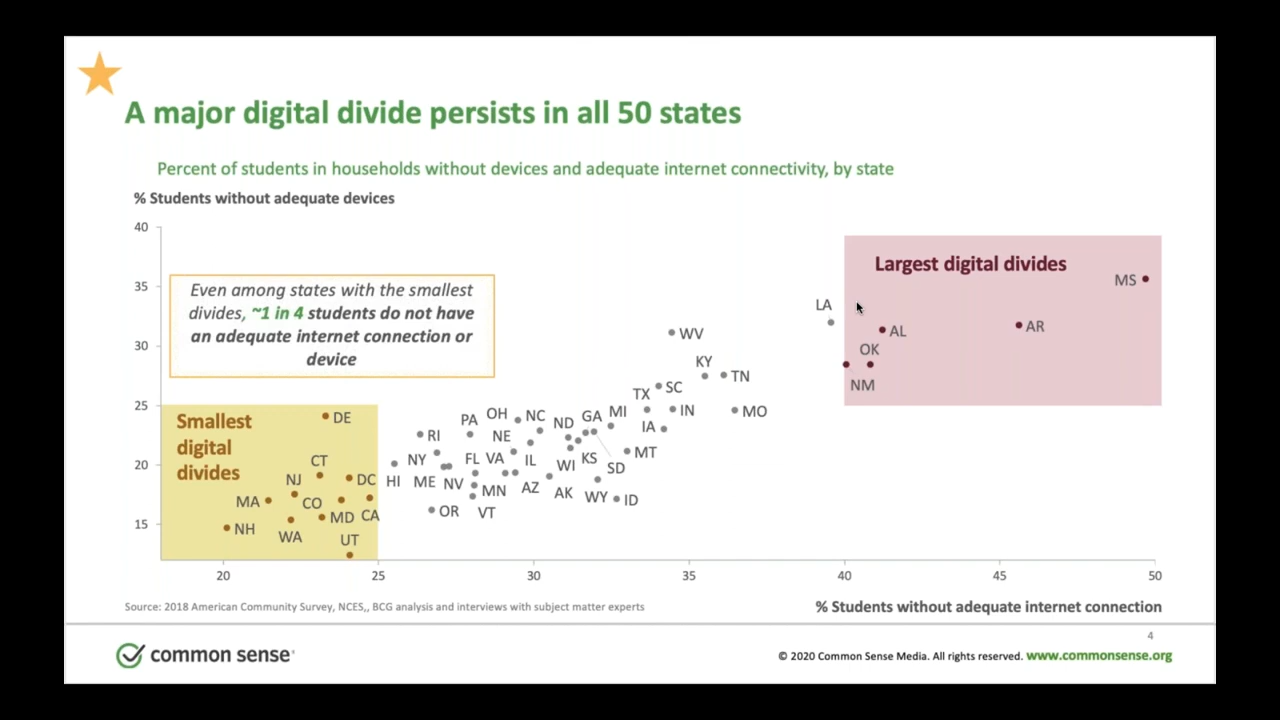 A major digital divide persists in all 50 states
Percent of students in households without devices and adequate internet connectivity, by state
% Students without adequate devices
40
35
30
25
20
15
Even among states with the smallest
divides, ~1 in 4 students do not have
an adequate internet connection or
device
Largest digital divides
MS
LA
AL
AR
OK
NM
WV
KY
TN
SC
TX
IN
MO
IA
MI
GA
ND
NC
OH
PA
NE
RI
NY
FL
VA
IL
WI
KS
SD
MT
HI
ME
NV
MN
AZ
AK
WY
ID
OR
VT
Smallest
digital
divides
DE
CT
DC
NJ
MA
CO
MD
CA
NH
WA
UT
20
25
30
35
40
45
50
Source: 2018 American Community Survey, NCES,, BCG analysis and interviews with subject matter experts
% Students without adequate internet connection
4
common sense®
© 2020 Common Sense Media. All rights reserved. www.commonsense.org